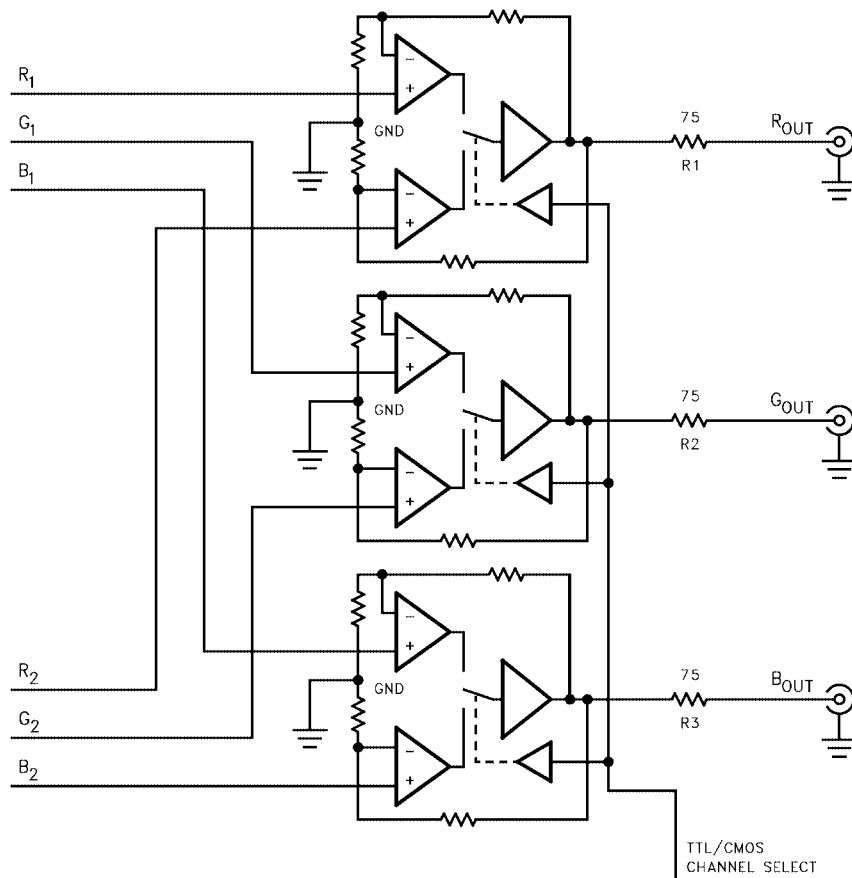 R1
G1
B1
−
+
GND
−
+
75
R1
ROUT
−
+
GND
−
+
75
R2
GOUT
−
+
GND
−
+
75
R3
BOUT
R2
G2
B2
TTL/CMOS
CHANNEL SELECT